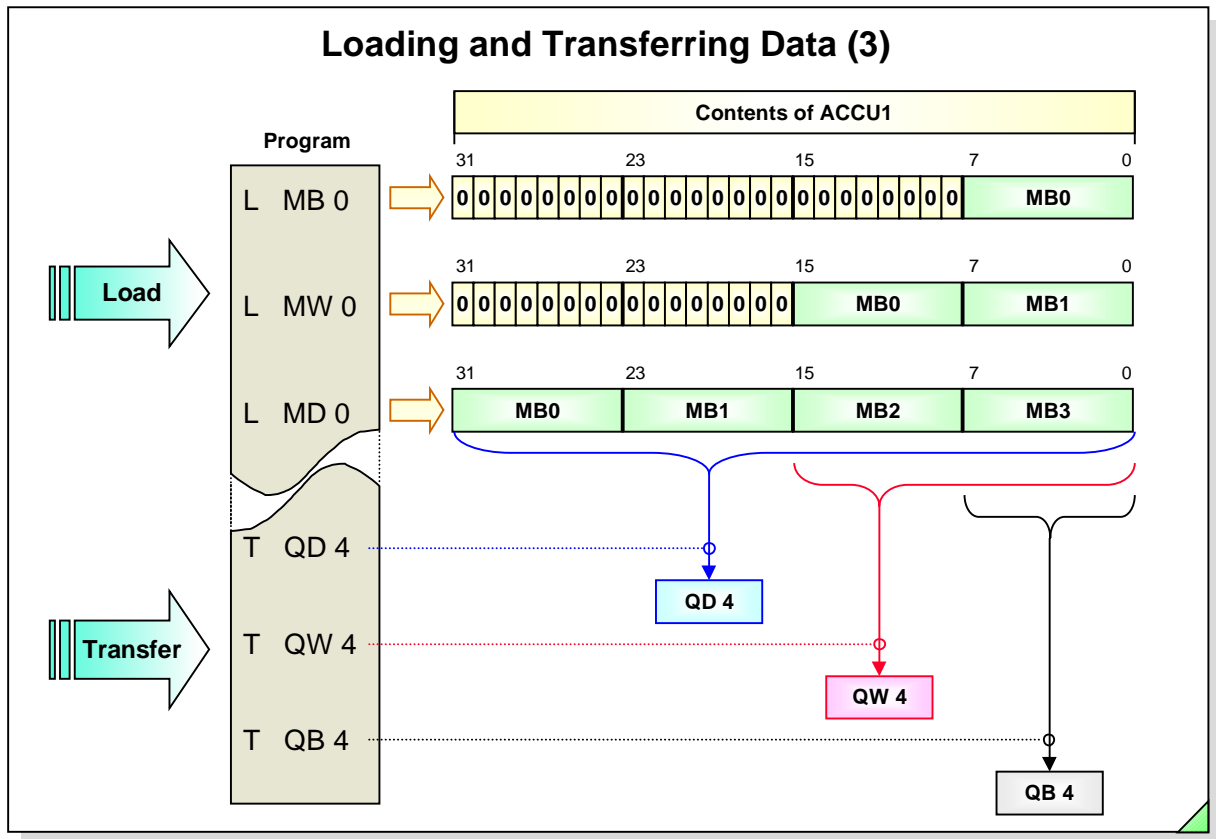 Loading and Transferring Data (3)
Contents of ACCU1
Program
31 23 15 7 0
L MB 0
0 0 0 0 0 0 0 0 0 0 0 0 0 0 0 0 0 0 0 0 0 0 0 0 MB0
31 23 15 7 0
Load
L MW 0
0 0 0 0 0 0 0 0 0 0 0 0 0 0 0 0 MB0 MB1
31 23 15 7 0
L MD 0
MB0 MB1 MB2 MB3
T QD 4
QD 4
Transfer
T QW 4
QW 4
T QB 4
QB 4